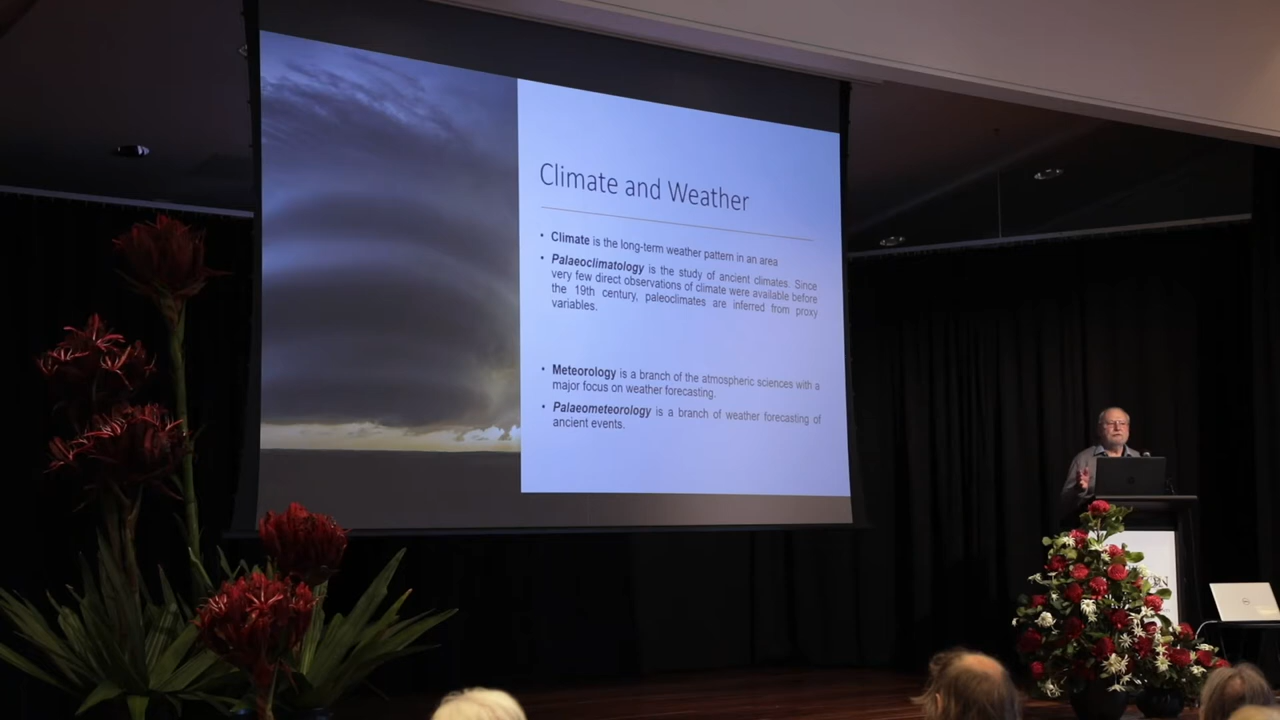 Climate and Weather
• Climate is the long-term weather pattern in an area
• Palaeoclimatology is the study of ancient climates. Since
very few direct observations of climate were available before
the 19th century, paleoclimates are inferred from proxy
variables.
• Meteorology is a branch of the atmospheric sciences with a
major focus on weather forecasting.
• Palaeometeorology is a branch of weather forecasting of
ancient events.